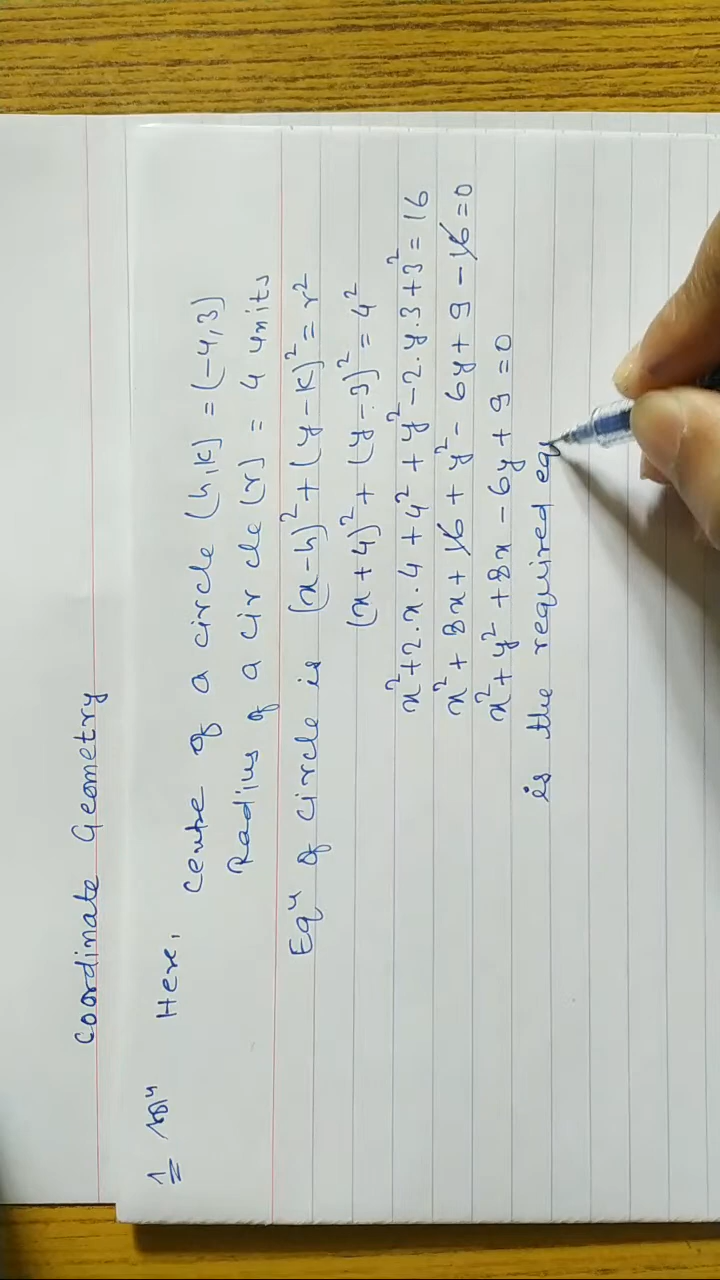 Coordinate Geometry
1 solⁿ Here,
Centre of a circle (h,k) = (-4,3)
Radius of a circle (r) = 4 units
Eqⁿ of circle is (x-h)² + (y-k)² = r²
(x+4)² + (y-3)² = 4²
x²+2.x.4+4²+y²-2.y.3+3² = 16
x²+8x+16+y²-6y+9-16=0
x²+y²+8x-6y+9=0
is the required eq